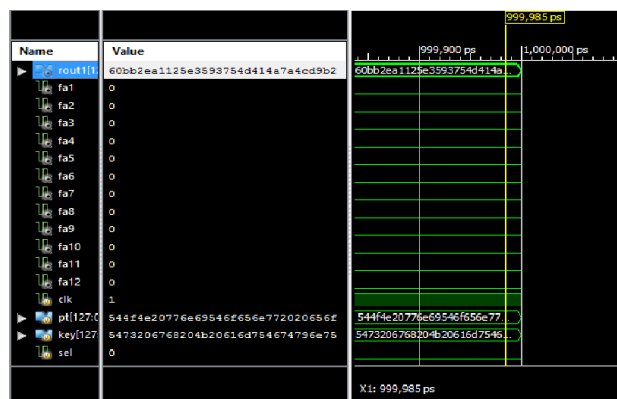 999,985 ps
Name Value 999,900 ps 1,000,000 ps
rout1[1: 60bb2ea1125e3593754d414a7a4cd9b2 60bb2ea1125e3593754d414a...
fa1 0
fa2 0
fa3 0
fa4 0
fa5 0
fa6 0
fa7 0
fa8 0
fa9 0
fa10 0
fa11 0
fa12 0
clk 1
pt[127:0 544f4e20776e69546f656e772020656f 544f4e20776e69546f656e77...
key[127: 5473206768204b20616d754674796e75 5473206768204b20616d7546...
sel 0
X1: 999,985 ps